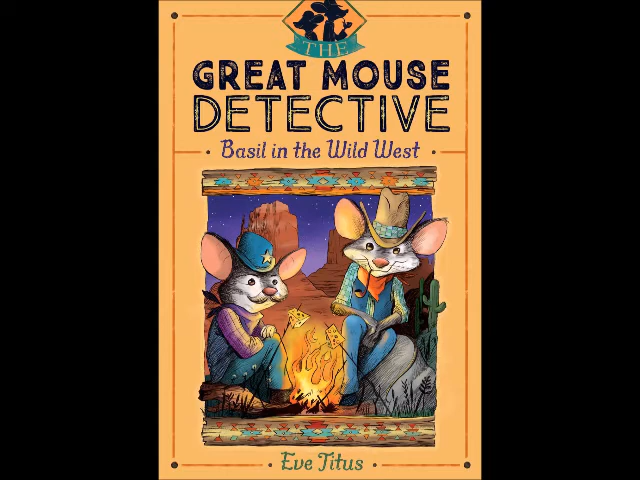 THE
GREAT MOUSE
DETECTIVE
Basil in the Wild West
Eve Titus